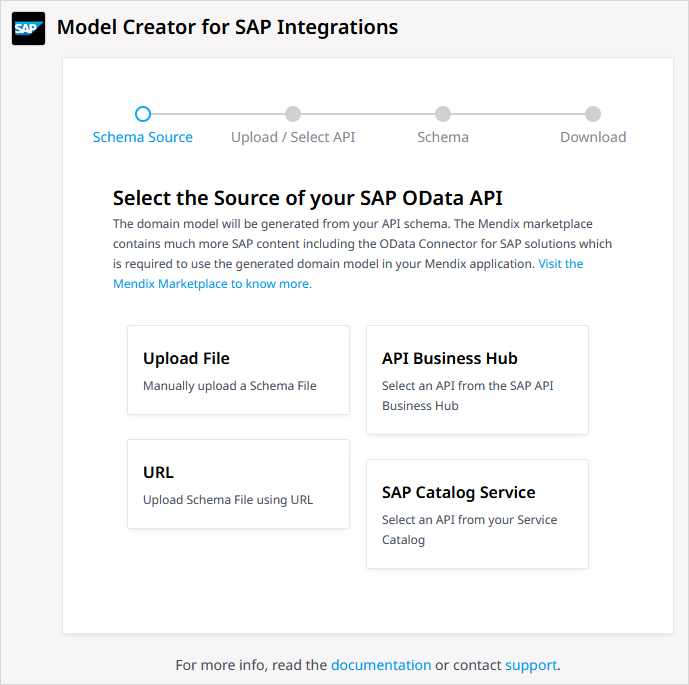 SAP
Model Creator for SAP Integrations
Schema Source
Upload / Select API
Schema
Download
Select the Source of your SAP OData API
The domain model will be generated from your API schema. The Mendix marketplace
contains much more SAP content including the OData Connector for SAP solutions which
is required to use the generated domain model in your Mendix application. Visit the
Mendix Marketplace to know more.
Upload File
Manually upload a Schema File
API Business Hub
Select an API from the SAP API
Business Hub
URL
Upload Schema File using URL
SAP Catalog Service
Select an API from your Service
Catalog
For more info, read the documentation or contact support.